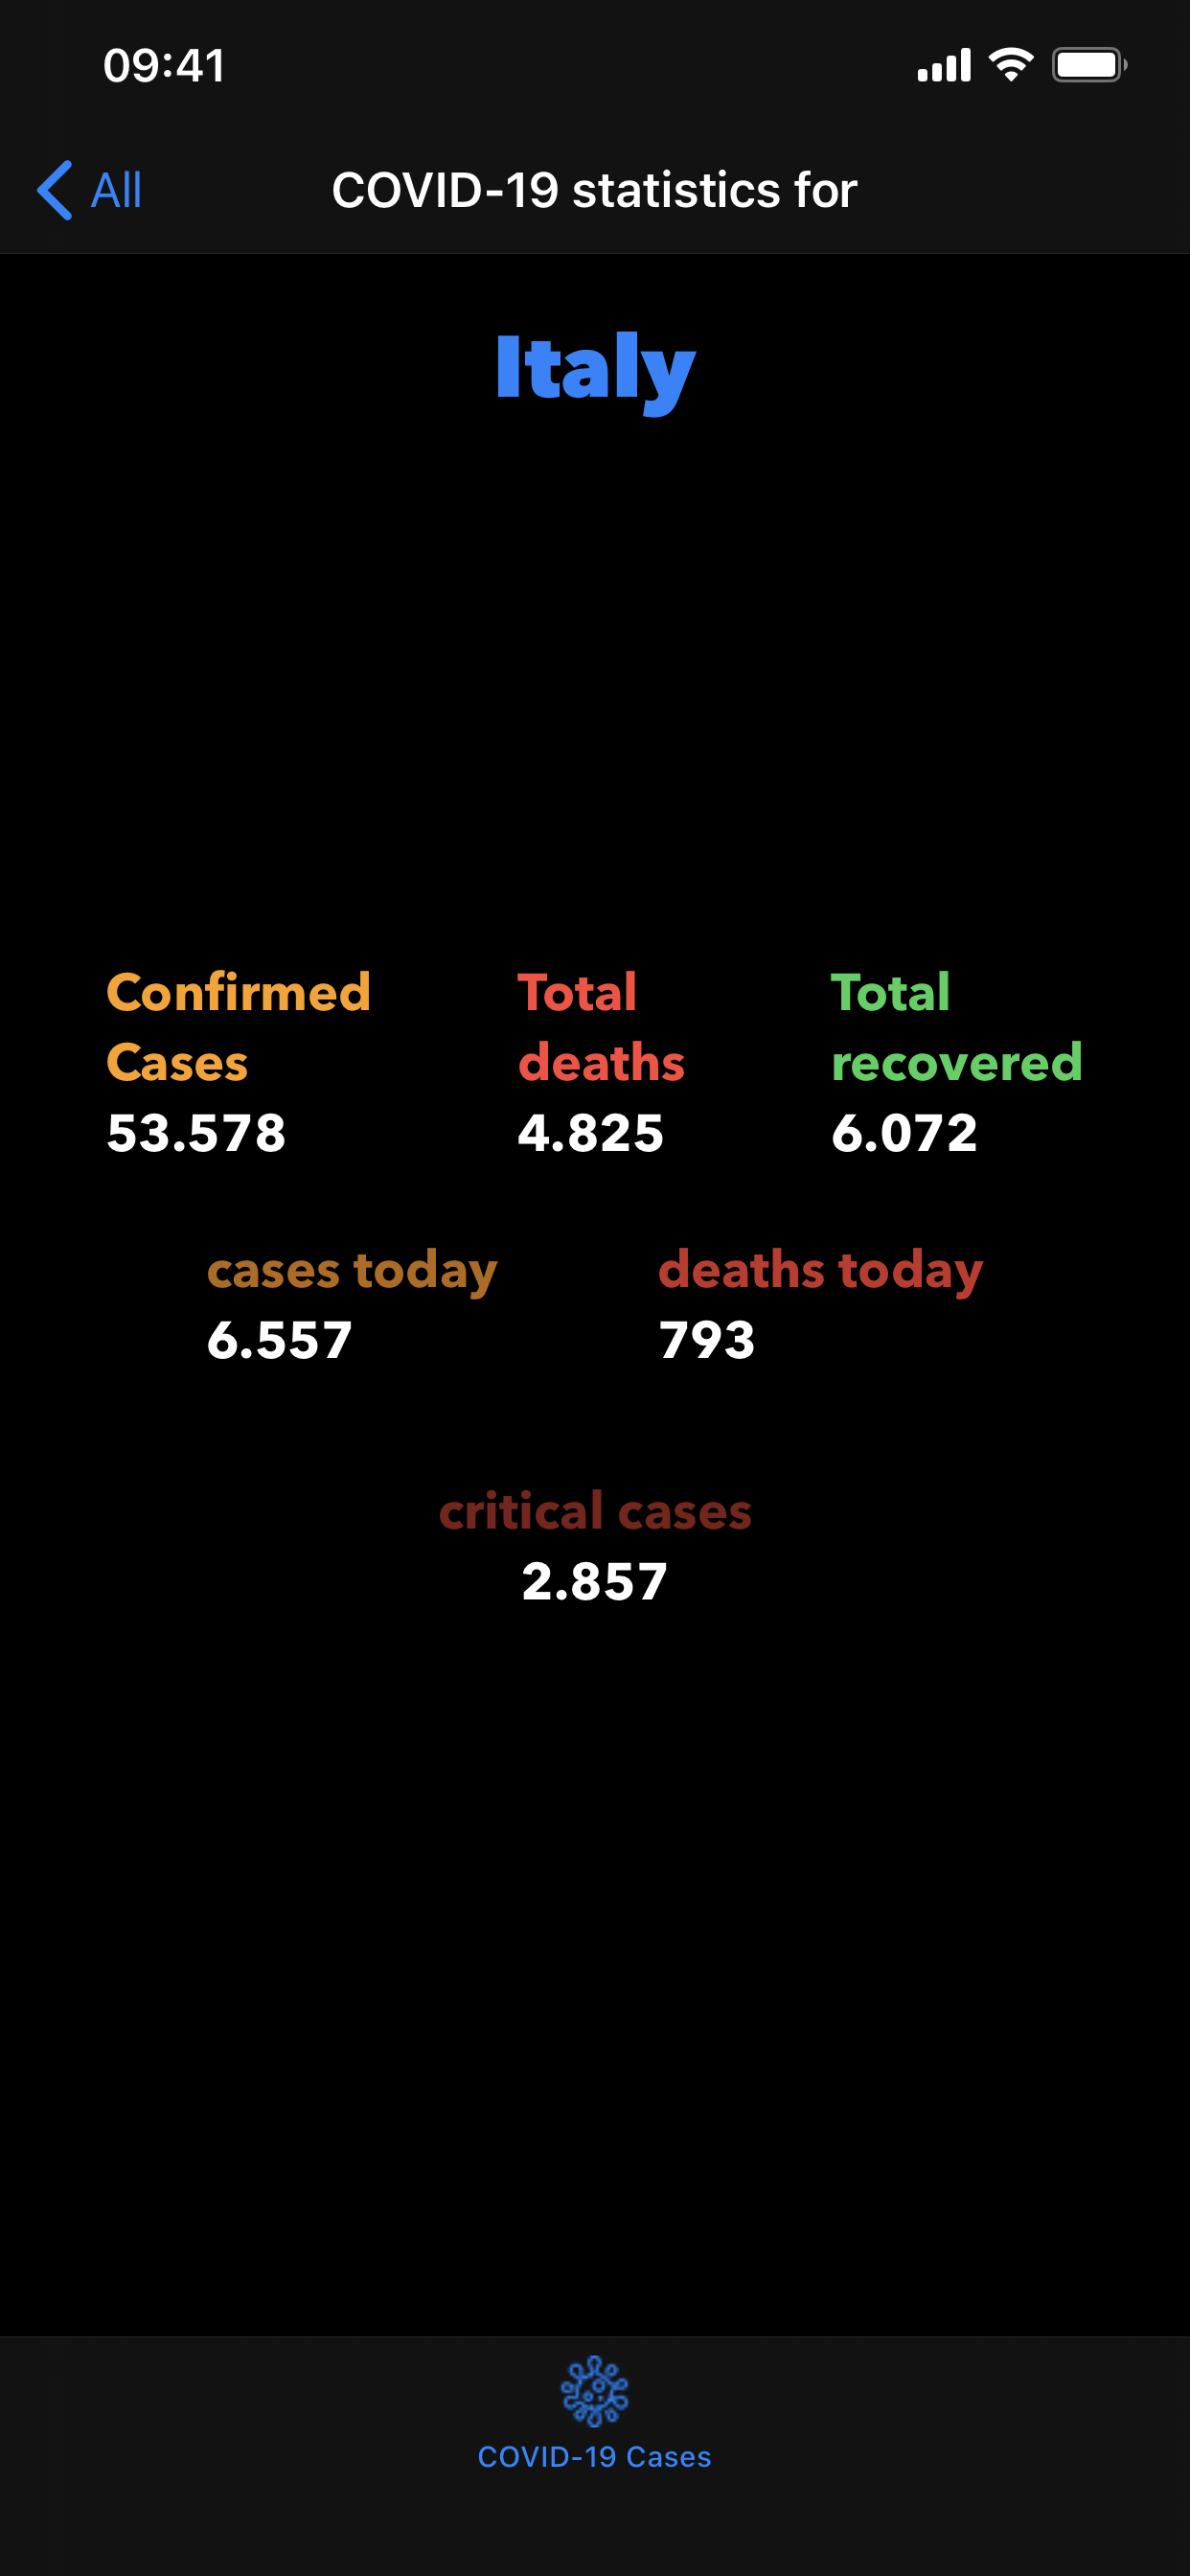 09:41
All
COVID-19 statistics for
Italy
Confirmed
Cases
53.578
Total
deaths
4.825
Total
recovered
6.072
cases today
6.557
deaths today
793
critical cases
2.857
COVID-19 Cases